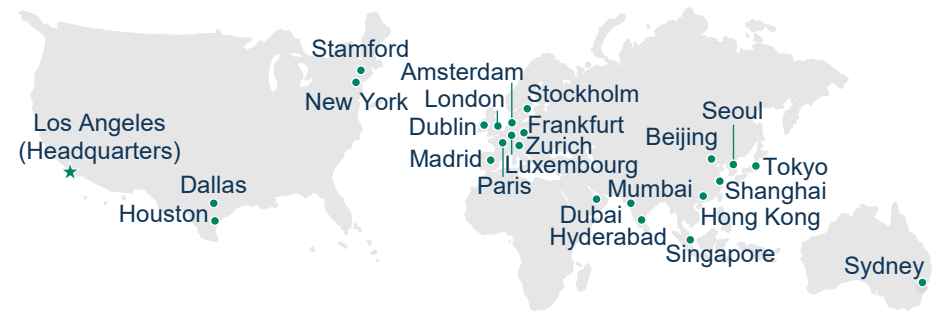 Stamford
New York
Los Angeles
(Headquarters)
Dallas
Houston
Amsterdam
London
Stockholm
Dublin
Frankfurt
Zurich
Madrid
Luxembourg
Paris
Seoul
Beijing
Tokyo
Mumbai
Shanghai
Dubai
Hong Kong
Hyderabad
Singapore
Sydney